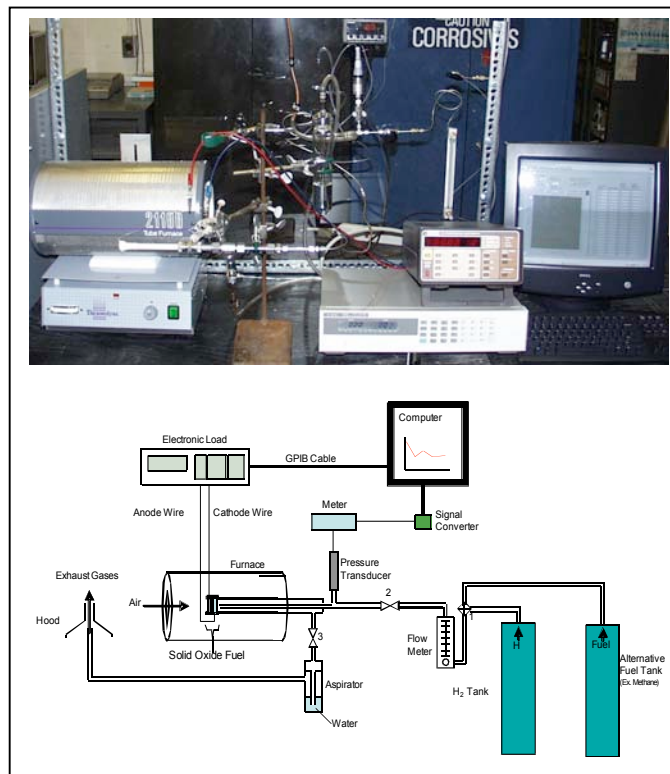 CAUTION
CORROSIVES
21100
Tube Furnace
Thermolyne
DELL
Computer
Electronic Load
GPIB Cable
Anode Wire
Cathode Wire
Meter
Signal
Converter
Exhaust Gases
Furnace
Pressure
Transducer
2
Air
Hood
1
3
Flow
Meter
H
Fuel
Solid Oxide Fuel
Alternative
Fuel Tank
(Ex. Methane)
Aspirator
H2 Tank
Water